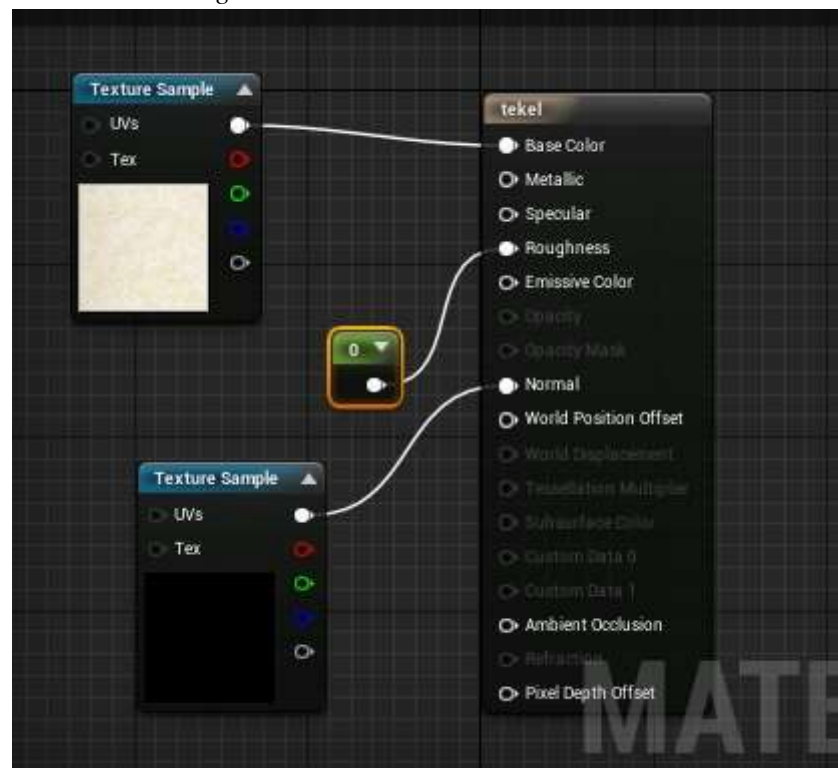 Texture Sample
UVs
Tex
0.
Texture Sample
UVs
Tex
tekel
Base Color
Metallic
Specular
Roughness
Emissive Color
Opacity
Opacity Mask
Normal
World Position Offset
World Displacement
Tessellation Multiplier
Subsurface Color
Custom Data 0
Custom Data 1
Ambient Occlusion
Refraction
Pixel Depth Offset
MATE